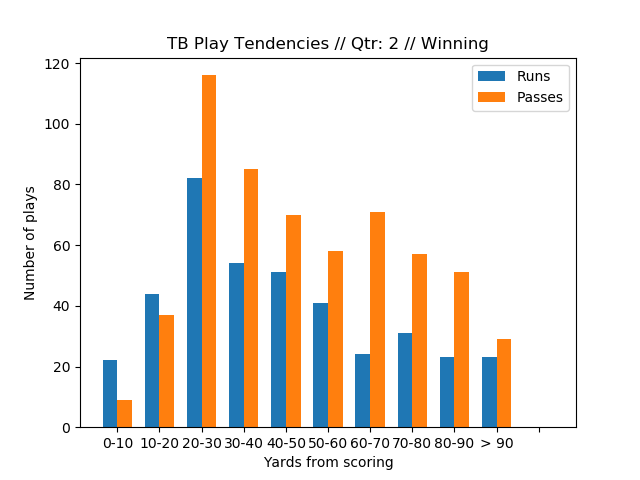 TB Play Tendencies // Qtr: 2 // Winning
Runs
Passes
Number of plays
120
100
80
60
40
20
0
0-10 10-20 20-30 30-40 40-50 50-60 60-70 70-80 80-90 > 90
Yards from scoring